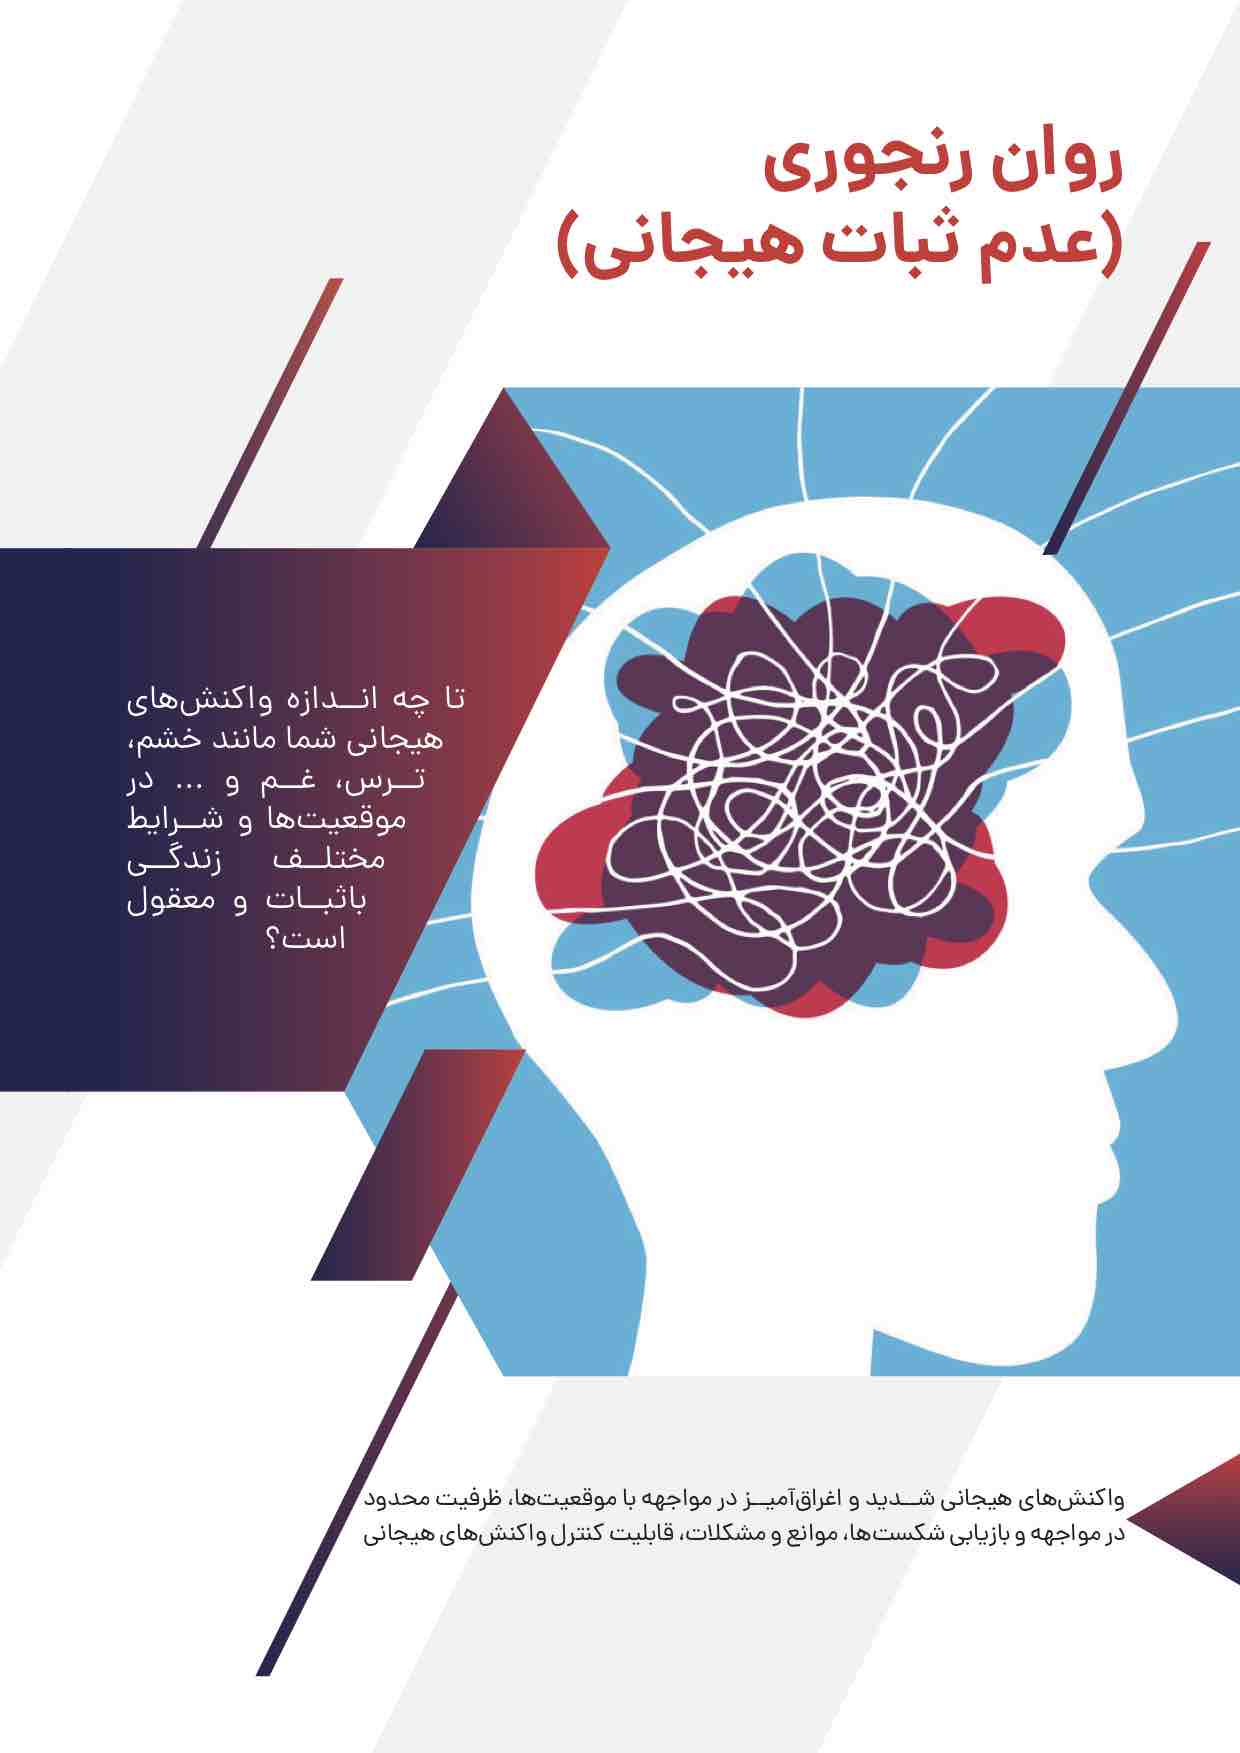 روان رنجوری
(عدم ثبات هیجانی)
تا چه اندازه واکنش‌های
هیجانی شما مانند خشم،
ترس، غم و ... در
موقعیت‌ها و شرایط
مختلف زندگی
باثبات و معقول
است؟
واکنش‌های هیجانی شدید و اغراق‌آمیز در مواجهه با موقعیت‌ها، ظرفیت محدود
در مواجهه و بازیابی شکست‌ها، موانع و مشکلات، قابلیت کنترل واکنش‌های هیجانی